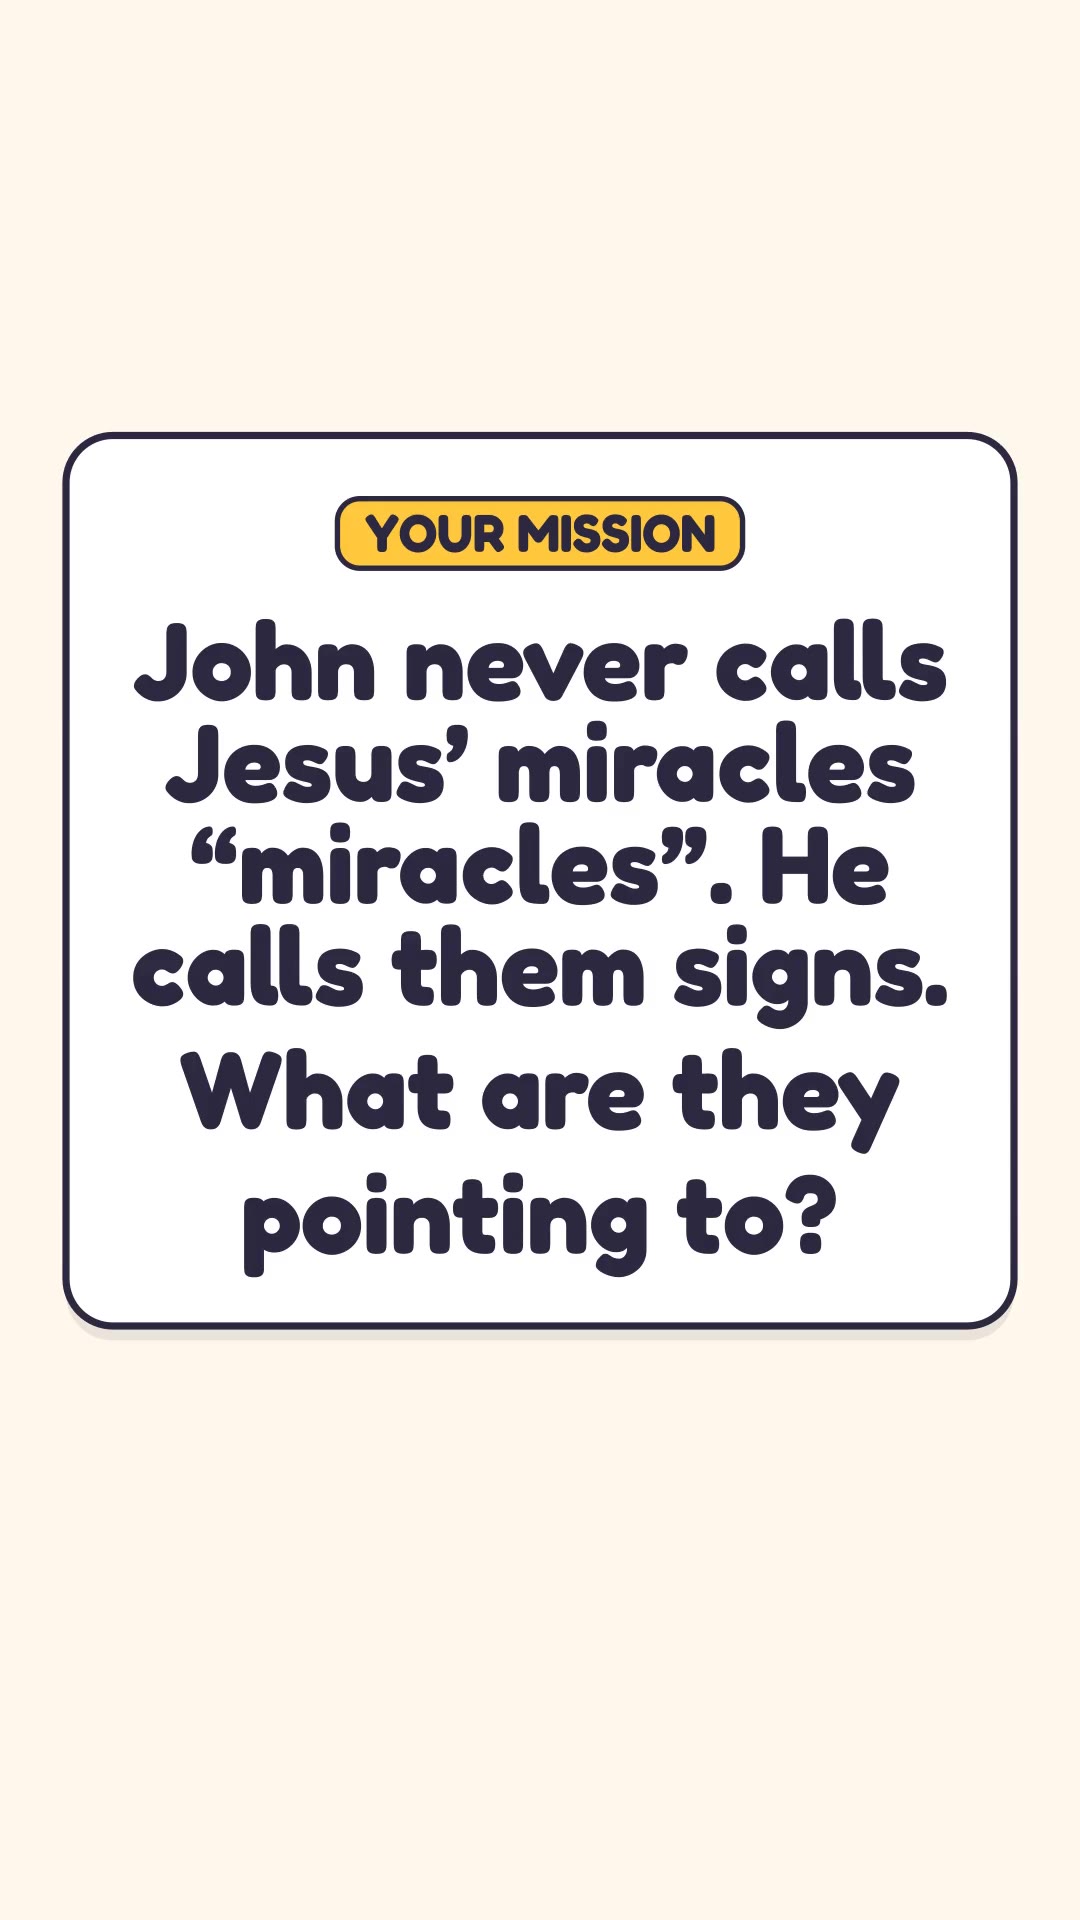 YOUR MISSION
John never calls
Jesus’ miracles
“miracles”. He
calls them signs.
What are they
pointing to?